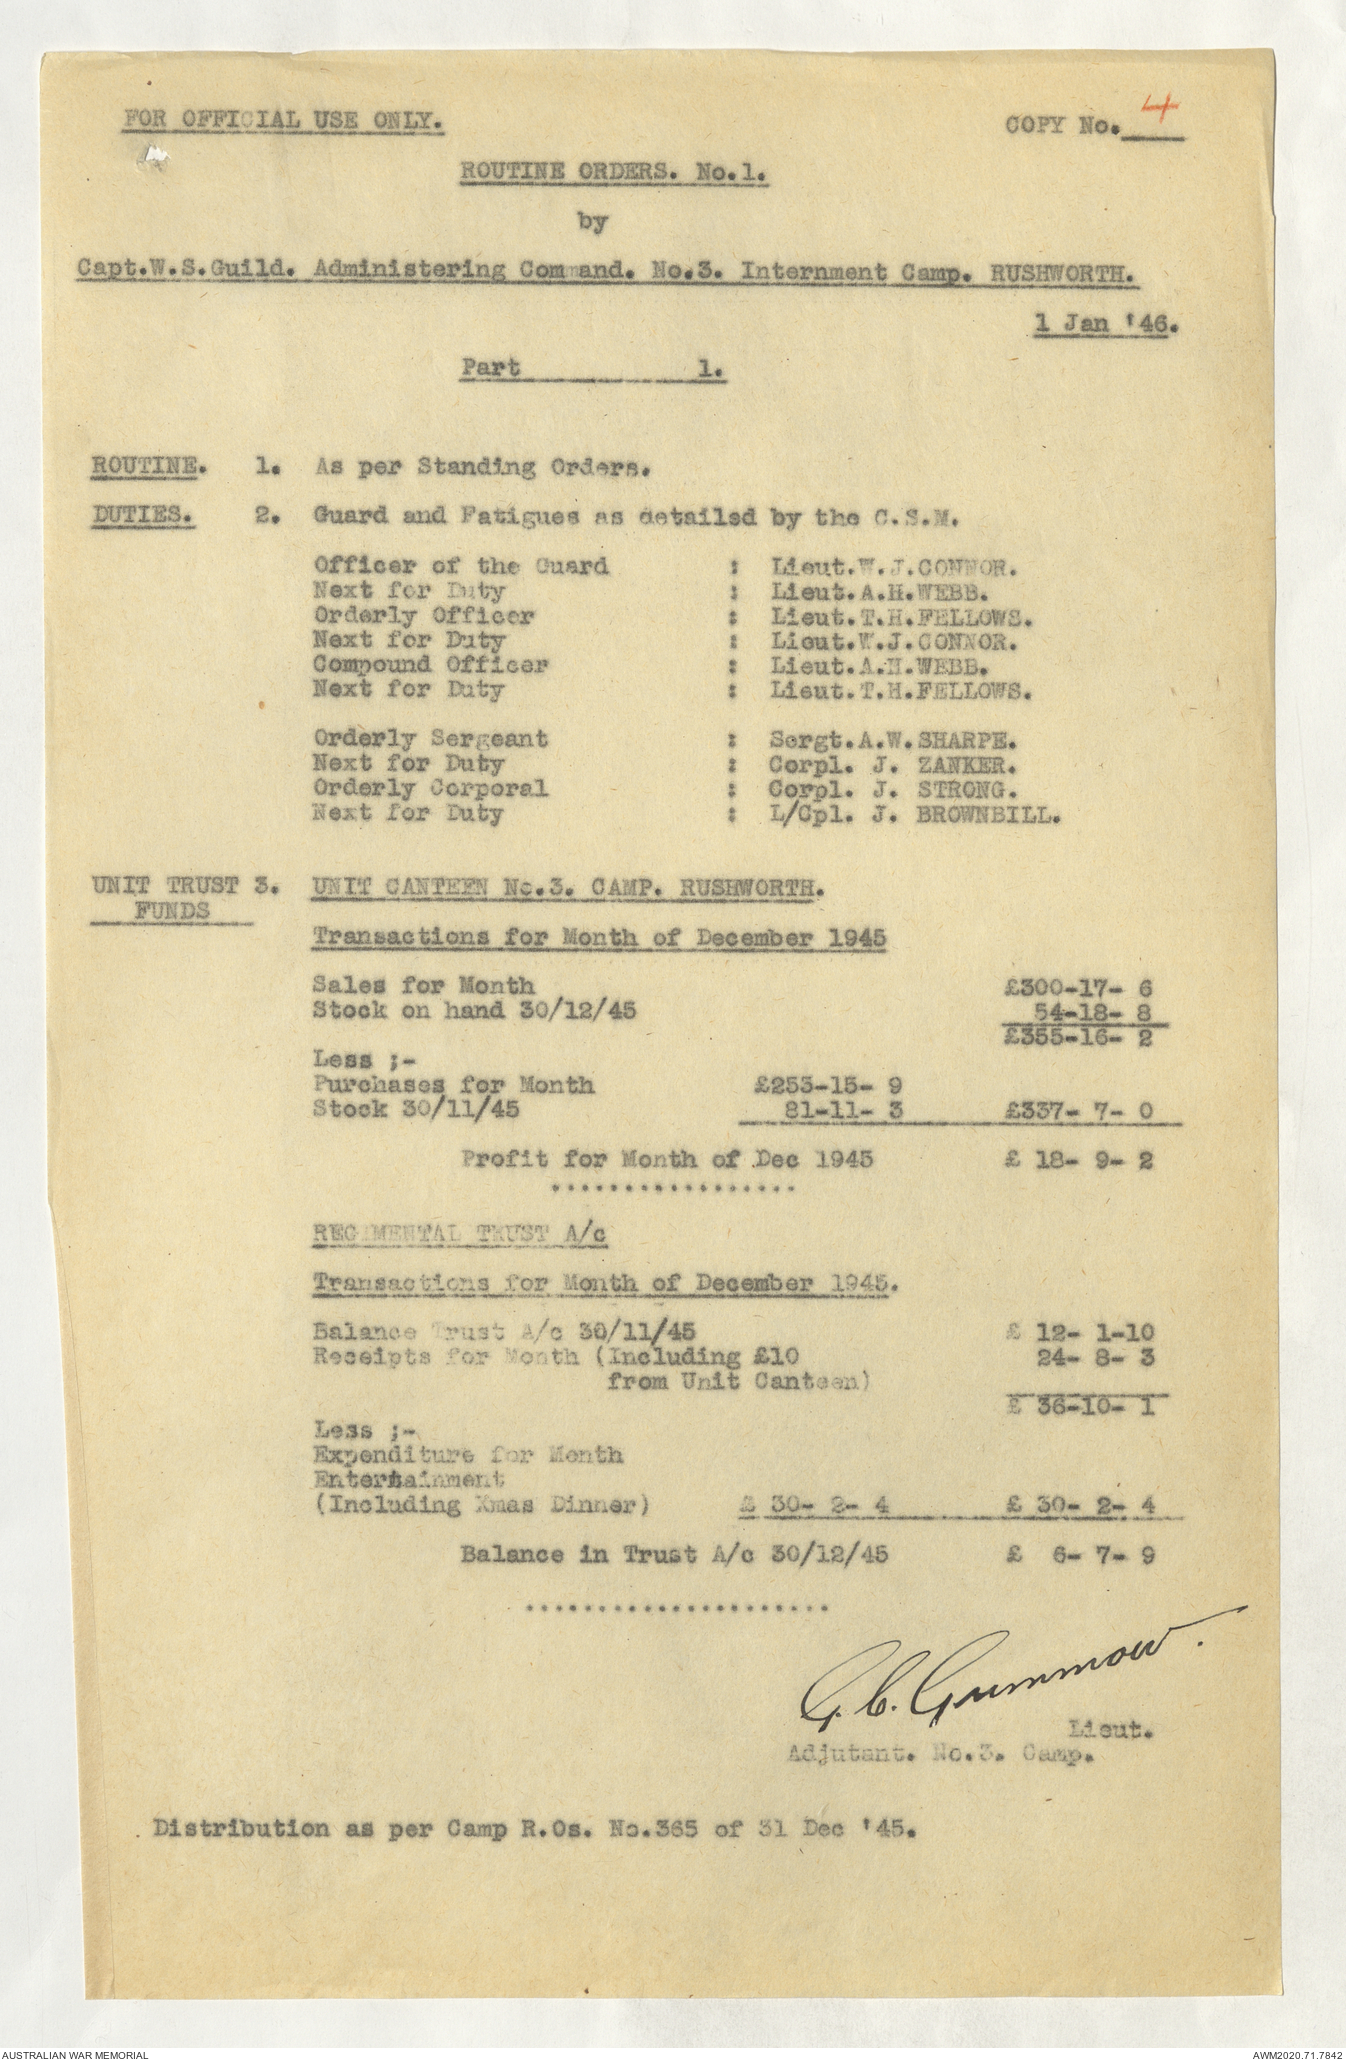 FOR OFFICIAL USE ONLY.
COPY No. 4
ROUTINE ORDERS. No.1.
by
Capt.W.S.Guild. Administering Command. No.3. Internment Camp. RUSHWORTH.
1 Jan '46.
Part 1.
ROUTINE. 1. As per Standing Orders.
DUTIES. 2. Guard and Fatigues as detailed by the C.S.M.
Officer of the Guard : Lieut.W.J.CONNOR.
Next for Duty : Lieut.A.H.WEBB.
Orderly Officer : Lieut.T.H.FELLOWS.
Next for Duty : Lieut.W.J.CONNOR.
Compound Officer : Lieut.A.H.WEBB.
Next for Duty : Lieut.T.H.FELLOWS.
Orderly Sergeant : Sergt.A.W.SHARPE.
Next for Duty : Corpl. J. ZANKER.
Orderly Corporal : Corpl. J. STRONG.
Next for Duty : L/Cpl. J. BROWNBILL.
UNIT TRUST 3. UNIT CANTEEN No.3. CAMP. RUSHWORTH.
FUNDS
Transactions for Month of December 1945
Sales for Month £300-17- 6
Stock on hand 30/12/45 54-18- 8
£355-16- 2
Less ;-
Purchases for Month £255-15- 9
Stock 30/11/45 81-11- 3 £337- 7- 0
Profit for Month of Dec 1945 £ 18- 9- 2
.................
REGIMENTAL TRUST A/c
Transactions for Month of December 1945.
Balance Trust A/c 30/11/45 £ 12- 1-10
Receipts for Month (Including £10 24- 8- 3
from Unit Canteen)
£ 36-10- 1
Less ;-
Expenditure for Month
Entertainment
(Including Xmas Dinner) £ 30- 2- 4 £ 30- 2- 4
Balance in Trust A/c 30/12/45 £ 6- 7- 9
.....................
G.C. Grummow.
Lieut.
Adjutant. No.3. Camp.
Distribution as per Camp R.Os. No.365 of 31 Dec '45.
AUSTRALIAN WAR MEMORIAL
AWM2020.71.7842